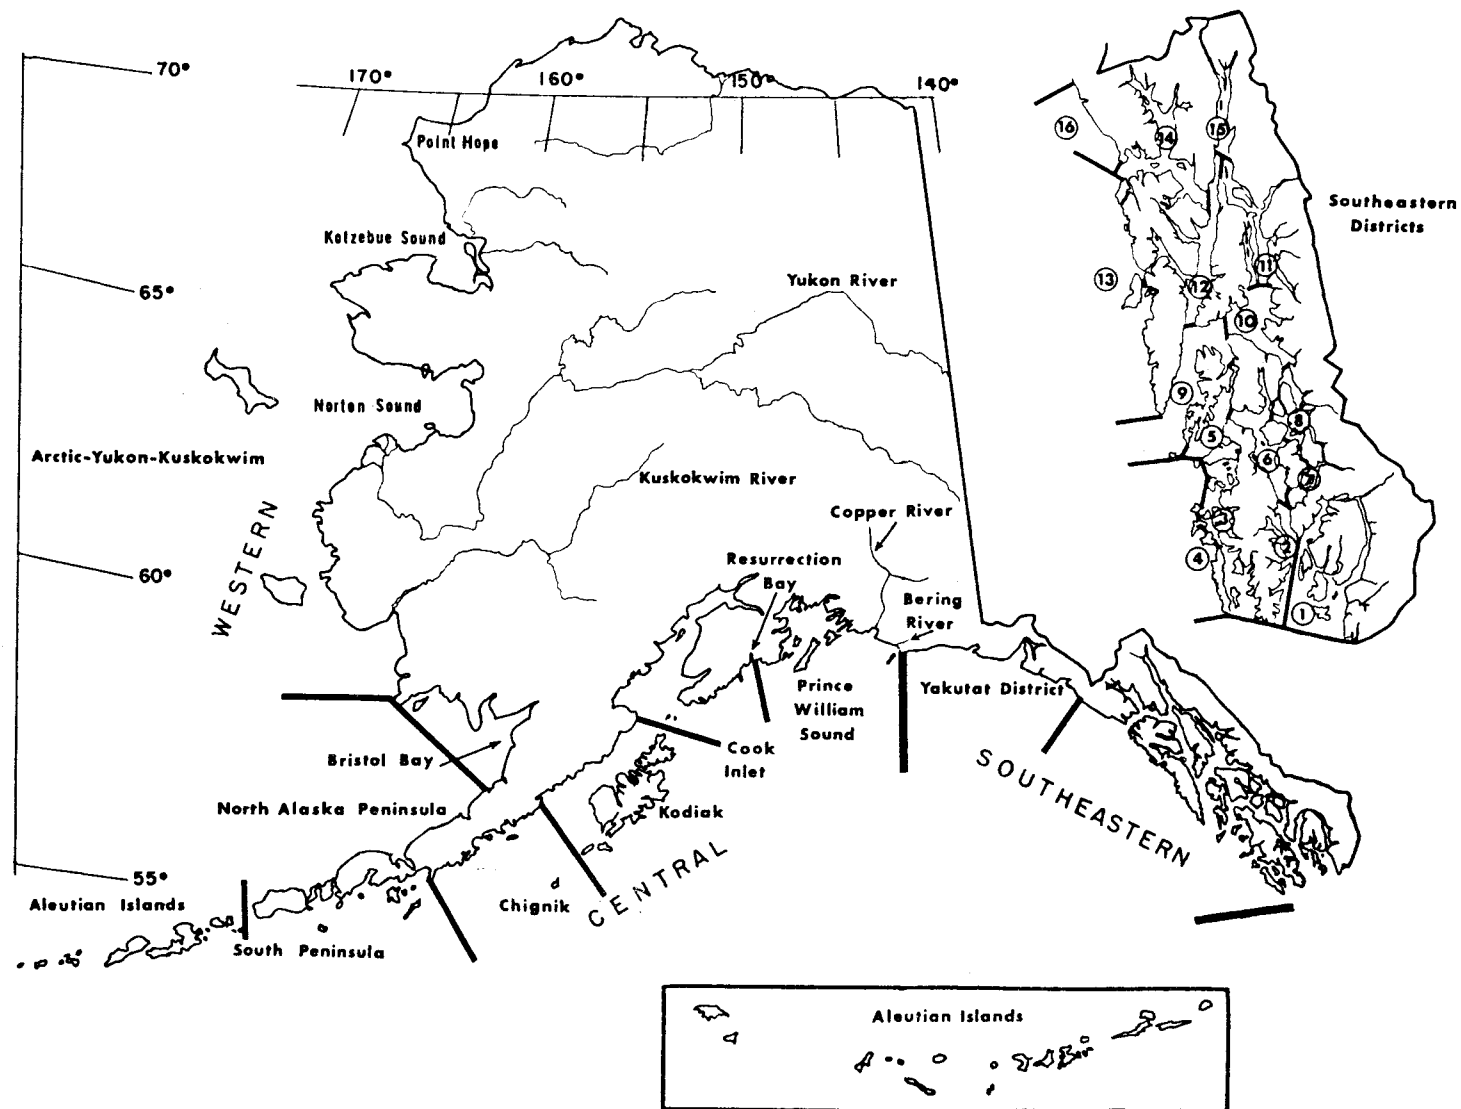 70°
170°
160°
150°
140°
Point Hope
Kotzebue Sound
65°
Yukon River
Norton Sound
Arctic-Yukon-Kuskokwim
Kuskokwim River
WESTERN
Copper River
60°
Resurrection
Bay
Bering
River
Prince
William
Sound
Yakutat District
Bristol Bay
Cook
Inlet
North Alaska Peninsula
Kodiak
SOUTHEASTERN
CENTRAL
55°
Aleutian Islands
Chignik
South Peninsula
Aleutian Islands
Southeastern
Districts
16
14
15
13
12
11
10
9
5
8
6
7
3
4
2
1